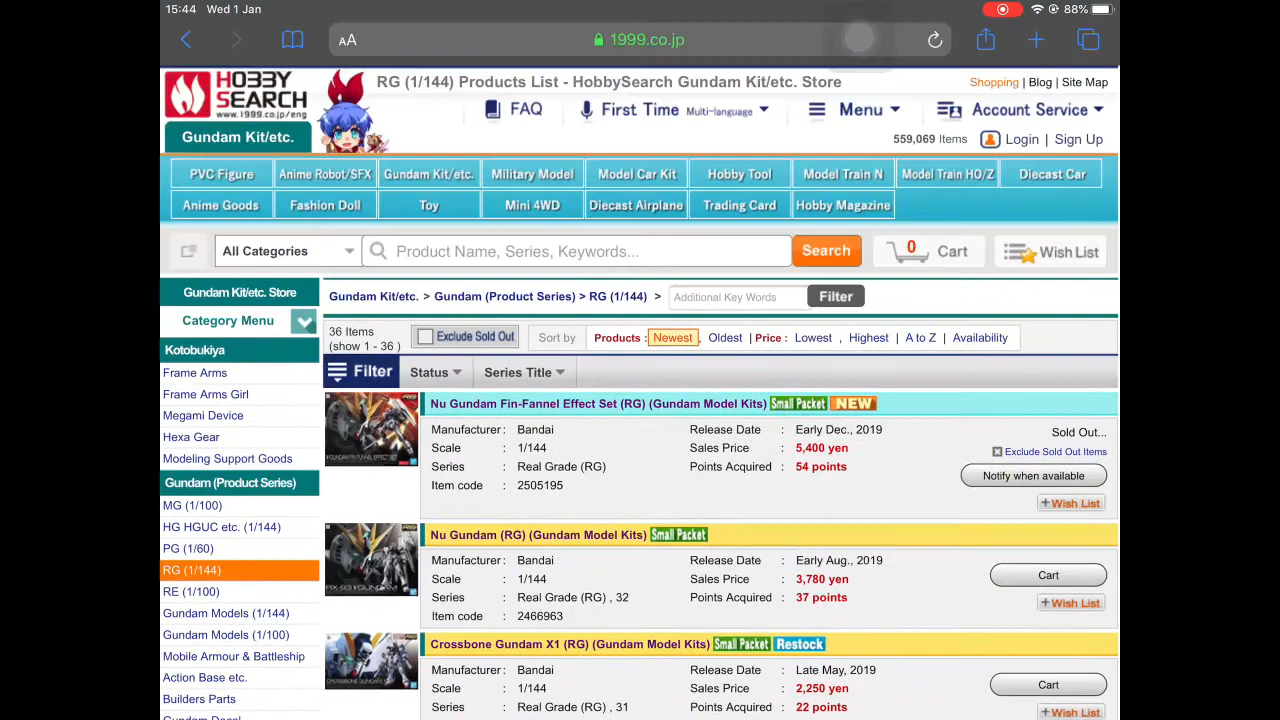 15:44 Wed 1 Jan
88%
AA
1999.co.jp
HOBBY SEARCH
www.1999.co.jp/eng
Gundam Kit/etc.
RG (1/144) Products List - HobbySearch Gundam Kit/etc. Store
Shopping | Blog | Site Map
FAQ
First Time Multi-language
Menu
Account Service
559,069 Items
Login | Sign Up
PVC Figure
Anime Robot/SFX
Gundam Kit/etc.
Military Model
Model Car Kit
Hobby Tool
Model Train N
Model Train HO/Z
Diecast Car
Anime Goods
Fashion Doll
Toy
Mini 4WD
Diecast Airplane
Trading Card
Hobby Magazine
All Categories
Product Name, Series, Keywords...
Search
0 Cart
Wish List
Gundam Kit/etc. Store
Category Menu
Kotobukiya
Frame Arms
Frame Arms Girl
Megami Device
Hexa Gear
Modeling Support Goods
Gundam (Product Series)
MG (1/100)
HG HGUC etc. (1/144)
PG (1/60)
RG (1/144)
RE (1/100)
Gundam Models (1/144)
Gundam Models (1/100)
Mobile Armour & Battleship
Action Base etc.
Builders Parts
Gundam Decal
Gundam Kit/etc. > Gundam (Product Series) > RG (1/144) >
Additional Key Words
Filter
36 Items
(show 1 - 36 )
Exclude Sold Out
Sort by
Products : Newest, Oldest | Price : Lowest , Highest | A to Z | Availability
Filter
Status
Series Title
Nu Gundam Fin-Fannel Effect Set (RG) (Gundam Model Kits) Small Packet NEW
Manufacturer : Bandai
Release Date : Early Dec., 2019
Sold Out...
Scale : 1/144
Sales Price : 5,400 yen
Exclude Sold Out Items
Series : Real Grade (RG)
Points Acquired : 54 points
Notify when available
Item code : 2505195
+Wish List
Nu Gundam (RG) (Gundam Model Kits) Small Packet
Manufacturer : Bandai
Release Date : Early Aug., 2019
Cart
Scale : 1/144
Sales Price : 3,780 yen
Series : Real Grade (RG) , 32
Points Acquired : 37 points
+Wish List
Item code : 2466963
Crossbone Gundam X1 (RG) (Gundam Model Kits) Small Packet Restock
Manufacturer : Bandai
Release Date : Late May, 2019
Cart
Scale : 1/144
Sales Price : 2,250 yen
Series : Real Grade (RG) , 31
Points Acquired : 22 points
+Wish List